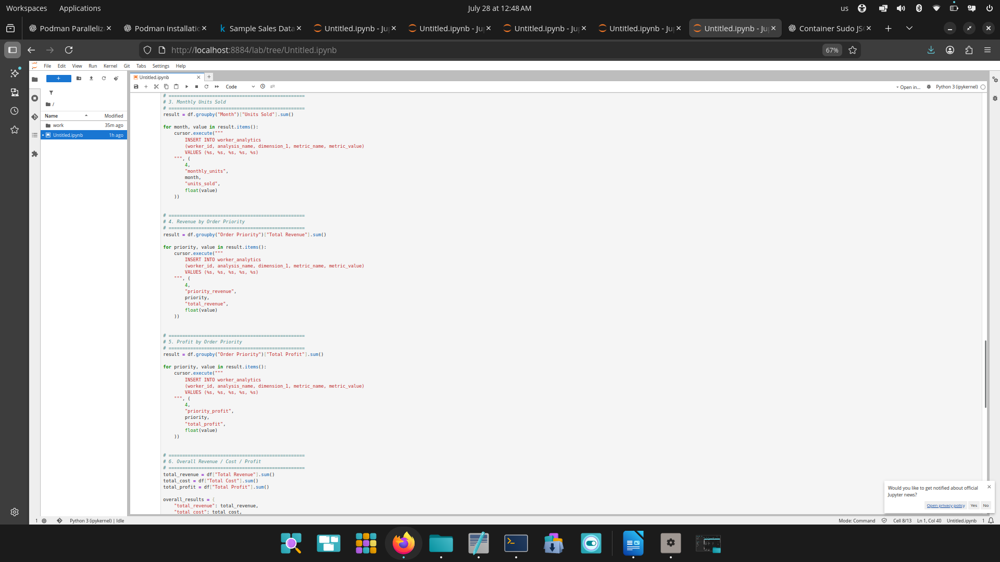 Workspaces Applications July 28 at 12:48 AM us
Podman Paralleliz Podman installatio Sample Sales Data Untitled.ipynb - Ju Untitled.ipynb - Ju Untitled.ipynb - Ju Untitled.ipynb - Ju Untitled.ipynb - Ju Container Sudo JS
http://localhost:8884/lab/tree/Untitled.ipynb 67%
File Edit View Run Kernel Git Tabs Settings Help
Untitled.ipynb
Code git Open in... Python 3 (ipykernel)
/
Name Modified
work 35m ago
Untitled.ipynb 1h ago
# ==================================================
# 3. Monthly Units Sold
# ==================================================
result = df.groupby("Month")["Units Sold"].sum()
for month, value in result.items():
    cursor.execute("""
        INSERT INTO worker_analytics
        (worker_id, analysis_name, dimension_1, metric_name, metric_value)
        VALUES (%s, %s, %s, %s, %s)
    """, (
        4,
        "monthly_units",
        month,
        "units_sold",
        float(value)
    ))
# ==================================================
# 4. Revenue by Order Priority
# ==================================================
result = df.groupby("Order Priority")["Total Revenue"].sum()
for priority, value in result.items():
    cursor.execute("""
        INSERT INTO worker_analytics
        (worker_id, analysis_name, dimension_1, metric_name, metric_value)
        VALUES (%s, %s, %s, %s, %s)
    """, (
        4,
        "priority_revenue",
        priority,
        "total_revenue",
        float(value)
    ))
# ==================================================
# 5. Profit by Order Priority
# ==================================================
result = df.groupby("Order Priority")["Total Profit"].sum()
for priority, value in result.items():
    cursor.execute("""
        INSERT INTO worker_analytics
        (worker_id, analysis_name, dimension_1, metric_name, metric_value)
        VALUES (%s, %s, %s, %s, %s)
    """, (
        4,
        "priority_profit",
        priority,
        "total_profit",
        float(value)
    ))
# ==================================================
# 6. Overall Revenue / Cost / Profit
# ==================================================
total_revenue = df["Total Revenue"].sum()
total_cost = df["Total Cost"].sum()
total_profit = df["Total Profit"].sum()
overall_results = {
    "total_revenue": total_revenue,
    "total_cost": total_cost,
Would you like to get notified about official
Jupyter news?
Open privacy policy Yes No
1 Python 3 (ipykernel) | Idle Mode: Command Cell 8/13 Ln 1, Col 40 Untitled.ipynb 1